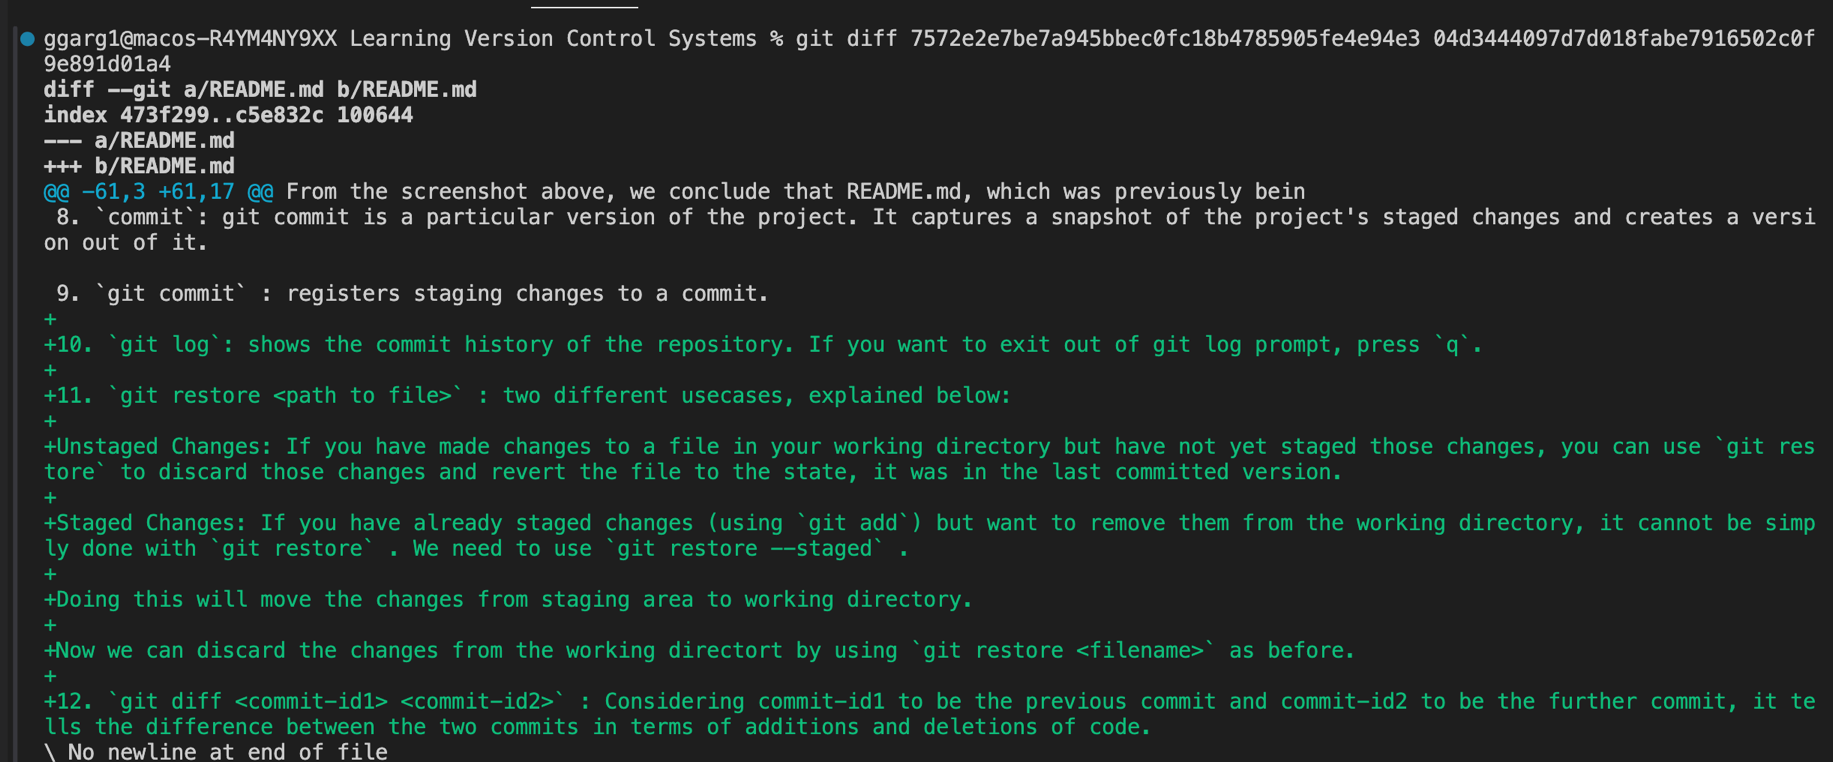 ggarg1@macos-R4YM4NY9XX Learning Version Control Systems % git diff 7572e2e7be7a945bbec0fc18b4785905fe4e94e3 04d3444097d7d018fabe7916502c0f
9e891d01a4
diff --git a/README.md b/README.md
index 473f299..c5e832c 100644
--- a/README.md
+++ b/README.md
@@ -61,3 +61,17 @@ From the screenshot above, we conclude that README.md, which was previously bein
 8. `commit`: git commit is a particular version of the project. It captures a snapshot of the project's staged changes and creates a versi
on out of it.
 9. `git commit` : registers staging changes to a commit.
+
+10. `git log`: shows the commit history of the repository. If you want to exit out of git log prompt, press `q`.
+
+11. `git restore <path to file>` : two different usecases, explained below:
+
+Unstaged Changes: If you have made changes to a file in your working directory but have not yet staged those changes, you can use `git res
tore` to discard those changes and revert the file to the state, it was in the last committed version.
+
+Staged Changes: If you have already staged changes (using `git add`) but want to remove them from the working directory, it cannot be simp
ly done with `git restore` . We need to use `git restore --staged` .
+
+Doing this will move the changes from staging area to working directory.
+
+Now we can discard the changes from the working directort by using `git restore <filename>` as before.
+
+12. `git diff <commit-id1> <commit-id2>` : Considering commit-id1 to be the previous commit and commit-id2 to be the further commit, it te
lls the difference between the two commits in terms of additions and deletions of code.
\ No newline at end of file